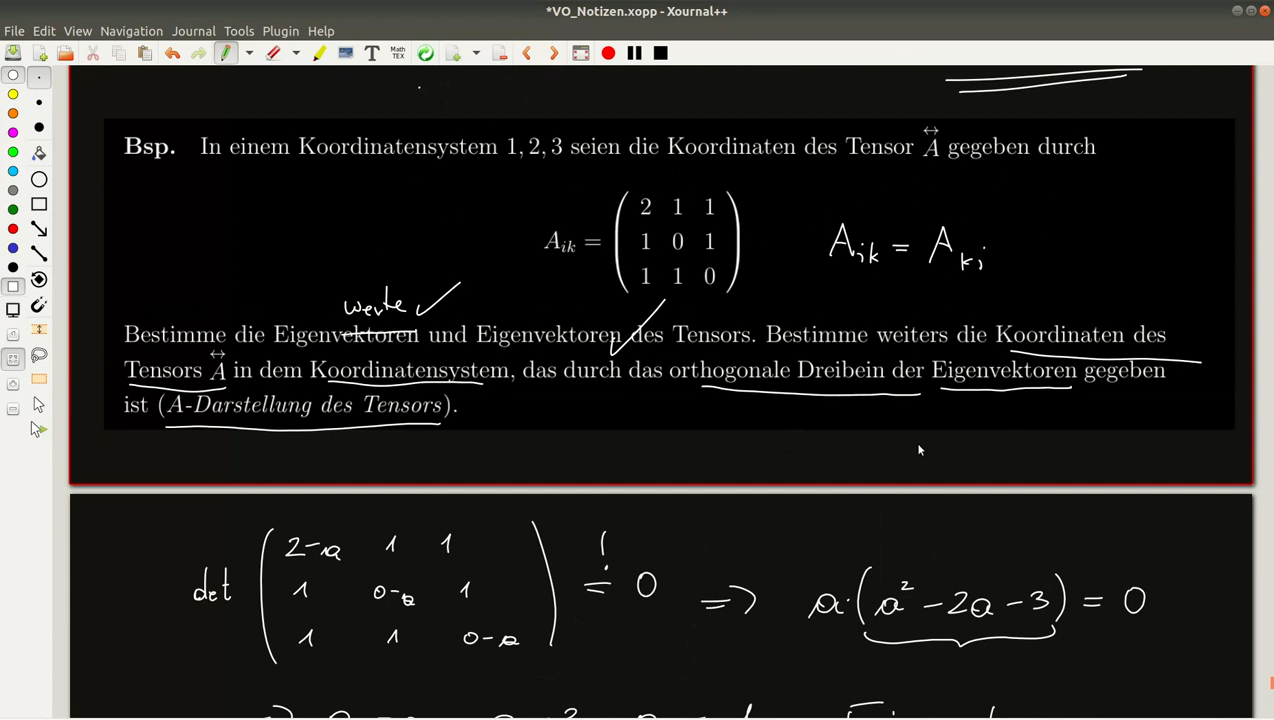 *VO_Notizen.xopp - Xournal++
File Edit View Navigation Journal Tools Plugin Help
T Math TEX
Bsp. In einem Koordinatensystem 1, 2, 3 seien die Koordinaten des Tensor A↔ gegeben durch
A_ik = ( 2 1 1
1 0 1
1 1 0 )
A_ik = A_ki
werte ✓
Bestimme die Eigenvektoren und Eigenvektoren des Tensors. Bestimme weiters die Koordinaten des
Tensors A↔ in dem Koordinatensystem, das durch das orthogonale Dreibein der Eigenvektoren gegeben
ist (A-Darstellung des Tensors).
det ( 2-a 1 1
1 0-a 1
1 1 0-a ) =! 0 => a·(a² - 2a - 3) = 0